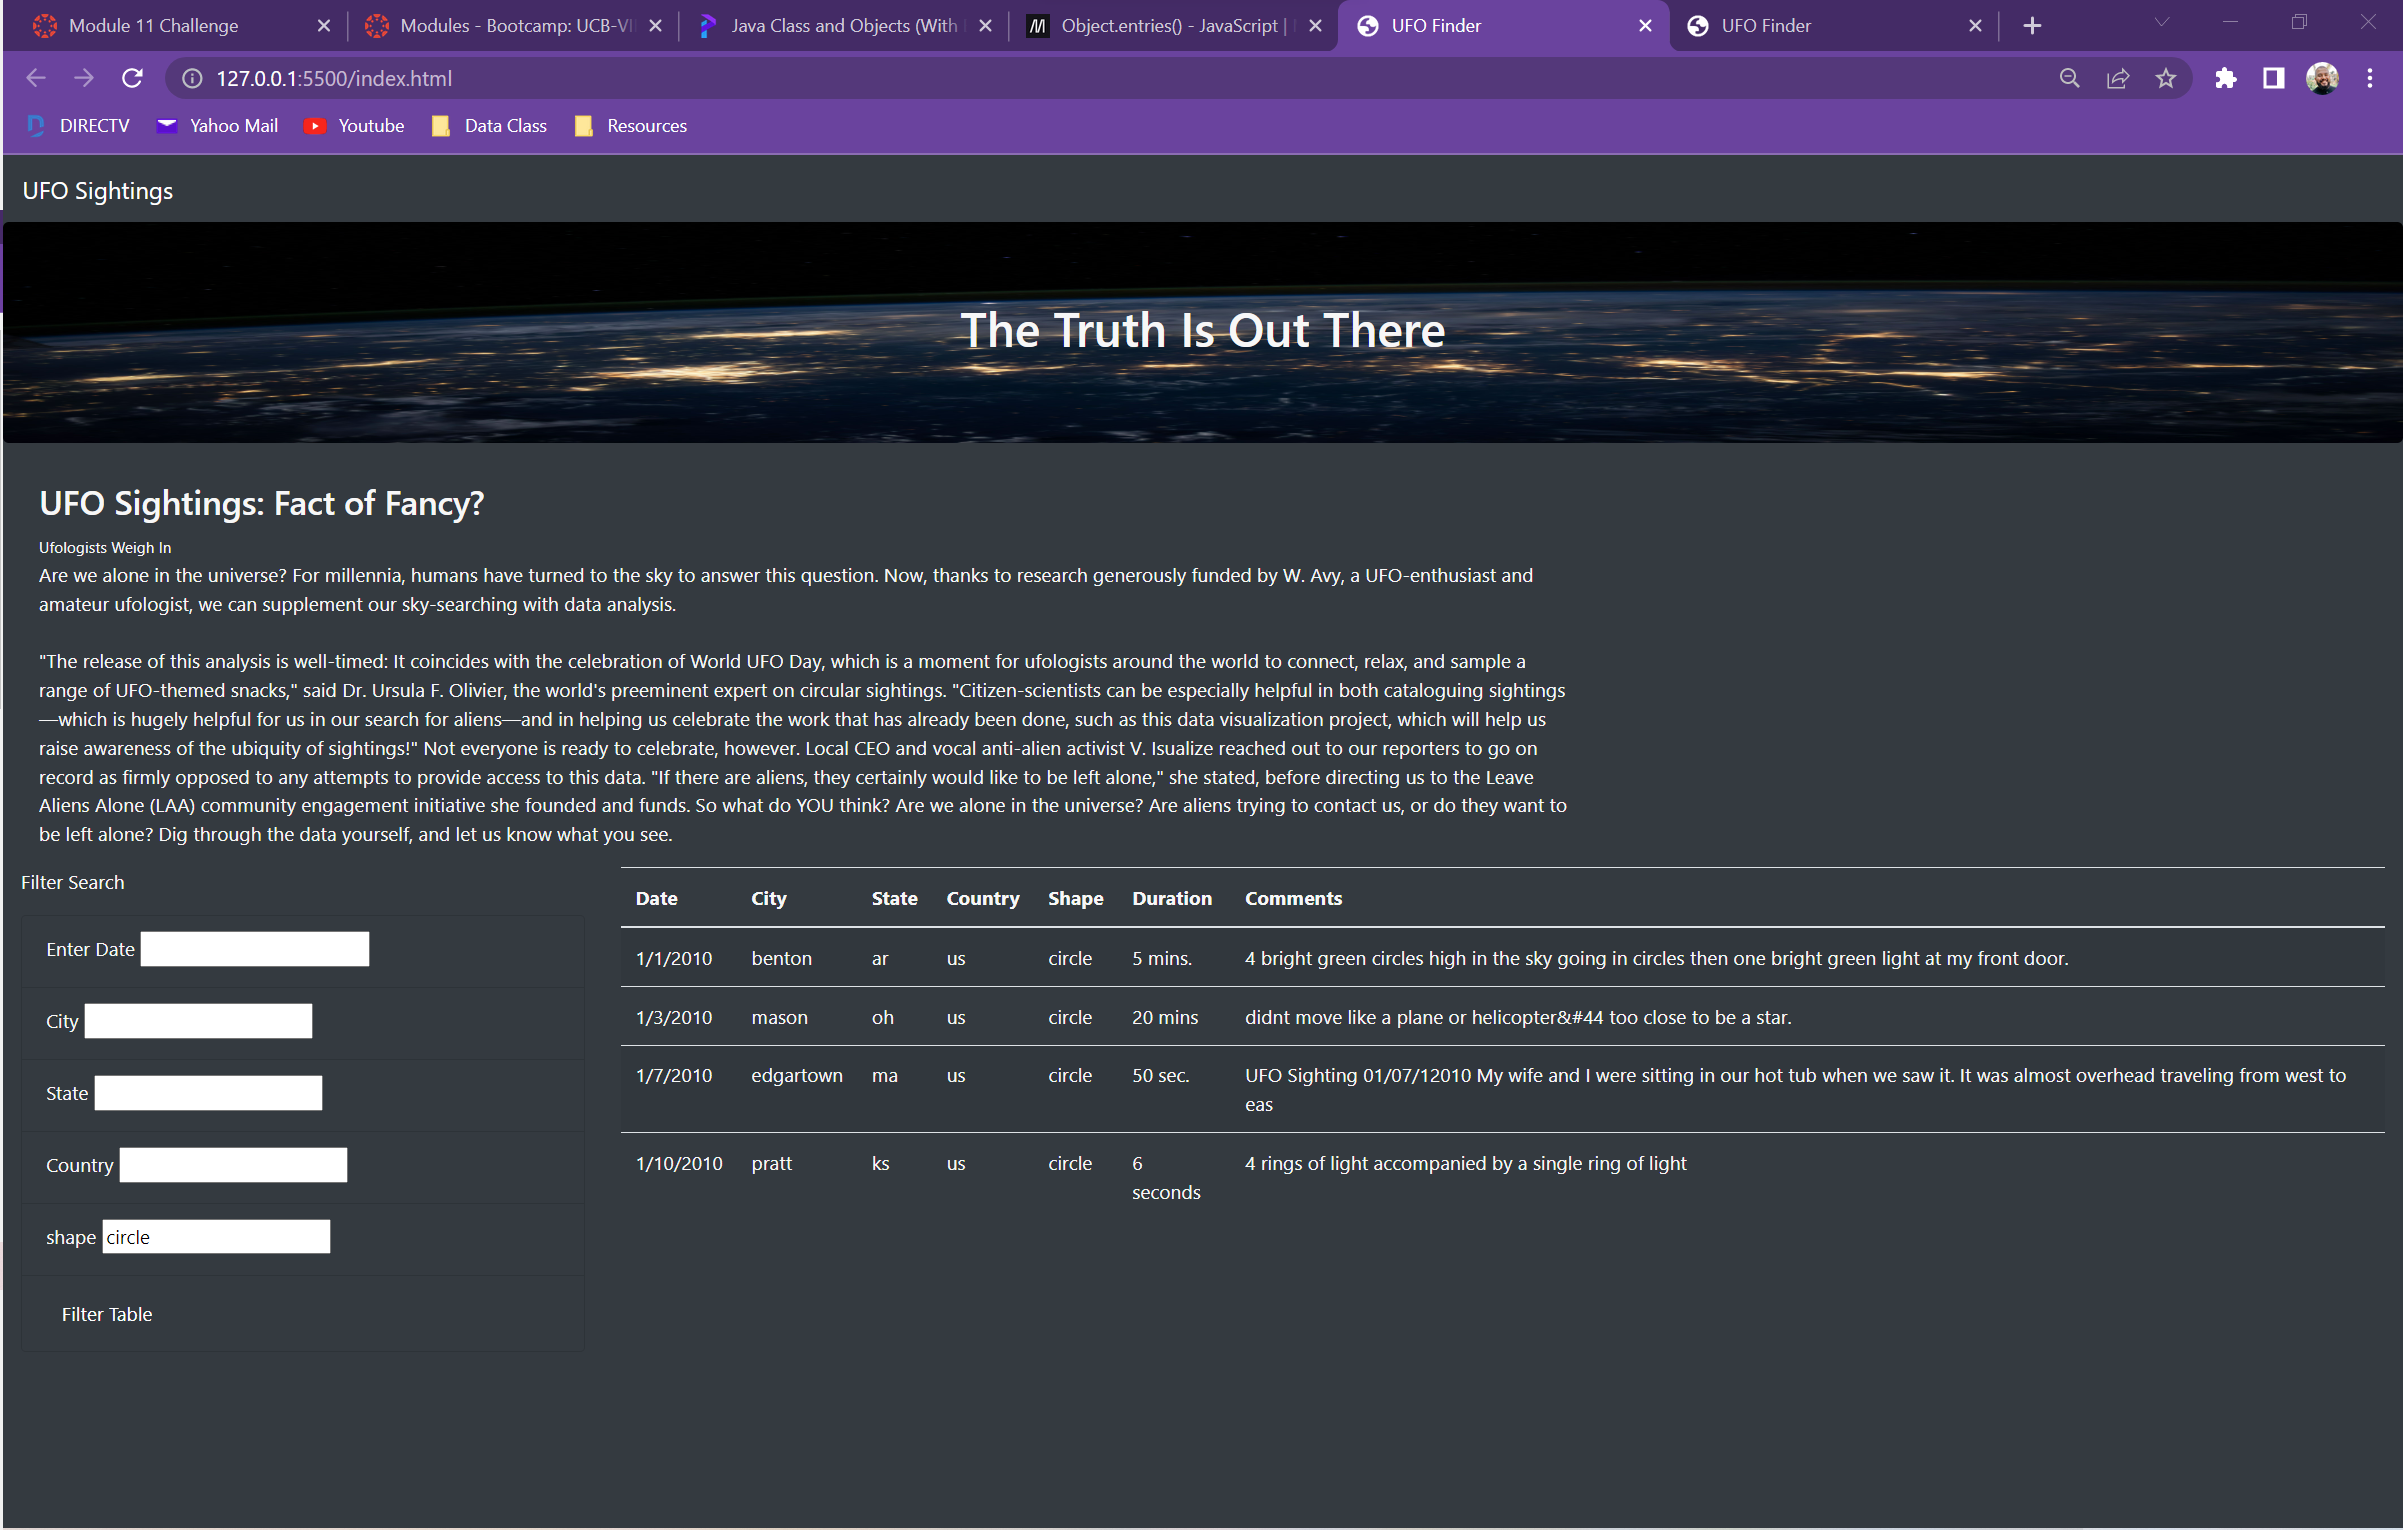 Module 11 Challenge
Modules - Bootcamp: UCB-VI
Java Class and Objects (With
Object.entries() - JavaScript |
UFO Finder
UFO Finder
127.0.0.1:5500/index.html
DIRECTV
Yahoo Mail
Youtube
Data Class
Resources
UFO Sightings
The Truth Is Out There
UFO Sightings: Fact of Fancy?
Ufologists Weigh In
Are we alone in the universe? For millennia, humans have turned to the sky to answer this question. Now, thanks to research generously funded by W. Avy, a UFO-enthusiast and
amateur ufologist, we can supplement our sky-searching with data analysis.
"The release of this analysis is well-timed: It coincides with the celebration of World UFO Day, which is a moment for ufologists around the world to connect, relax, and sample a
range of UFO-themed snacks," said Dr. Ursula F. Olivier, the world's preeminent expert on circular sightings. "Citizen-scientists can be especially helpful in both cataloguing sightings
—which is hugely helpful for us in our search for aliens—and in helping us celebrate the work that has already been done, such as this data visualization project, which will help us
raise awareness of the ubiquity of sightings!" Not everyone is ready to celebrate, however. Local CEO and vocal anti-alien activist V. Isualize reached out to our reporters to go on
record as firmly opposed to any attempts to provide access to this data. "If there are aliens, they certainly would like to be left alone," she stated, before directing us to the Leave
Aliens Alone (LAA) community engagement initiative she founded and funds. So what do YOU think? Are we alone in the universe? Are aliens trying to contact us, or do they want to
be left alone? Dig through the data yourself, and let us know what you see.
Filter Search
Enter Date
City
State
Country
shape circle
Filter Table
Date City State Country Shape Duration Comments
1/1/2010 benton ar us circle 5 mins. 4 bright green circles high in the sky going in circles then one bright green light at my front door.
1/3/2010 mason oh us circle 20 mins didnt move like a plane or helicopter&#44 too close to be a star.
1/7/2010 edgartown ma us circle 50 sec. UFO Sighting 01/07/12010 My wife and I were sitting in our hot tub when we saw it. It was almost overhead traveling from west to
eas
1/10/2010 pratt ks us circle 6 4 rings of light accompanied by a single ring of light
seconds